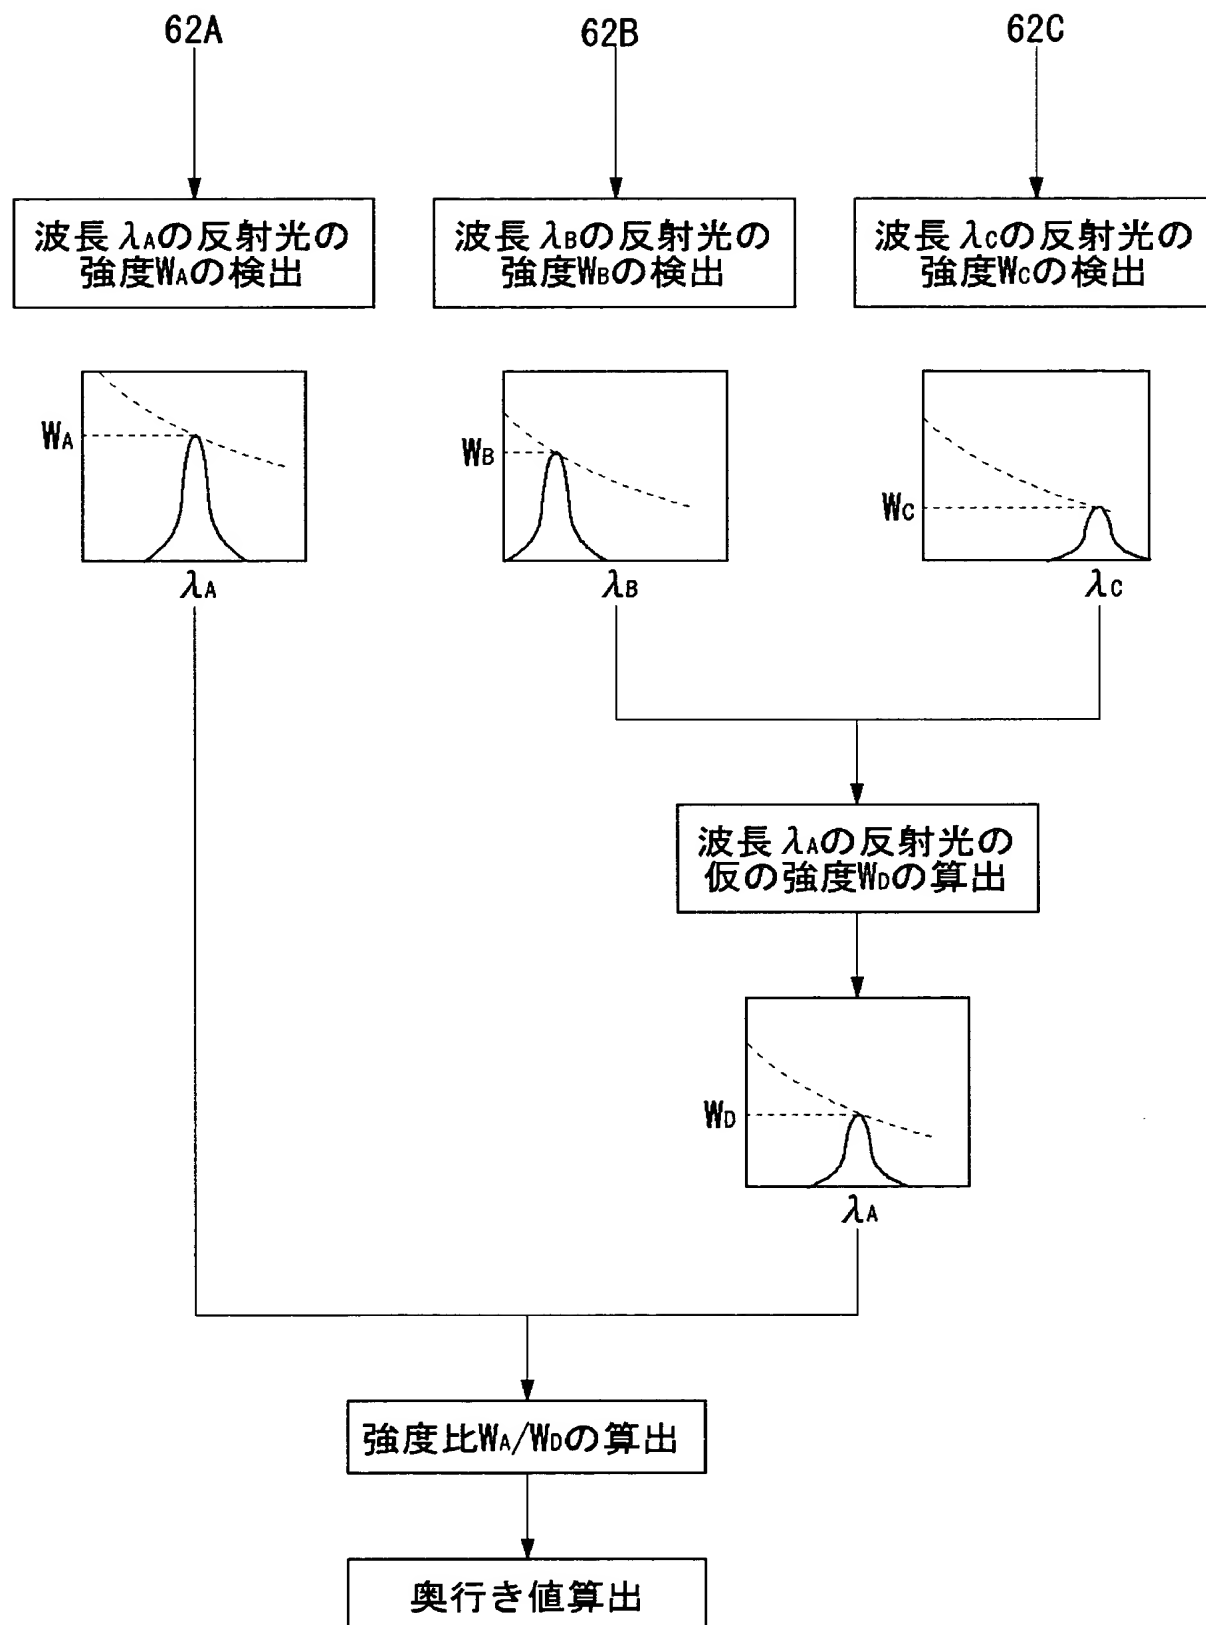 62A
62B
62C
波長λAの反射光の
強度WAの検出
波長λBの反射光の
強度WBの検出
波長λCの反射光の
強度WCの検出
WA
λA
WB
λB
WC
λC
波長λAの反射光の
仮の強度WDの算出
WD
λA
強度比WA/WDの算出
奥行き値算出